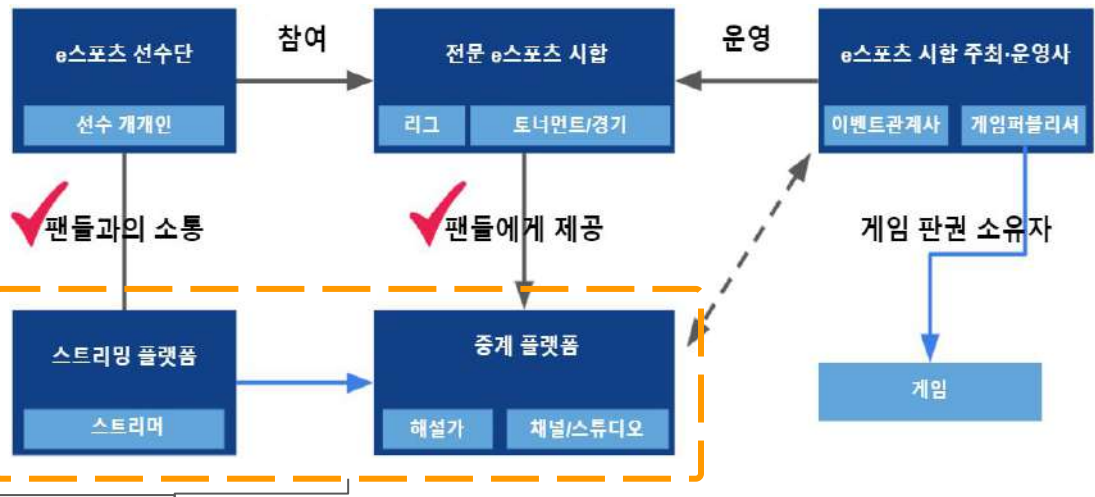 e스포츠 선수단
선수 개개인
참여
전문 e스포츠 시합
리그
토너먼트/경기
운영
e스포츠 시합 주최·운영사
이벤트관계사
게임퍼블리셔
팬들과의 소통
팬들에게 제공
게임 판권 소유자
스트리밍 플랫폼
스트리머
중계 플랫폼
해설가
채널/스튜디오
게임